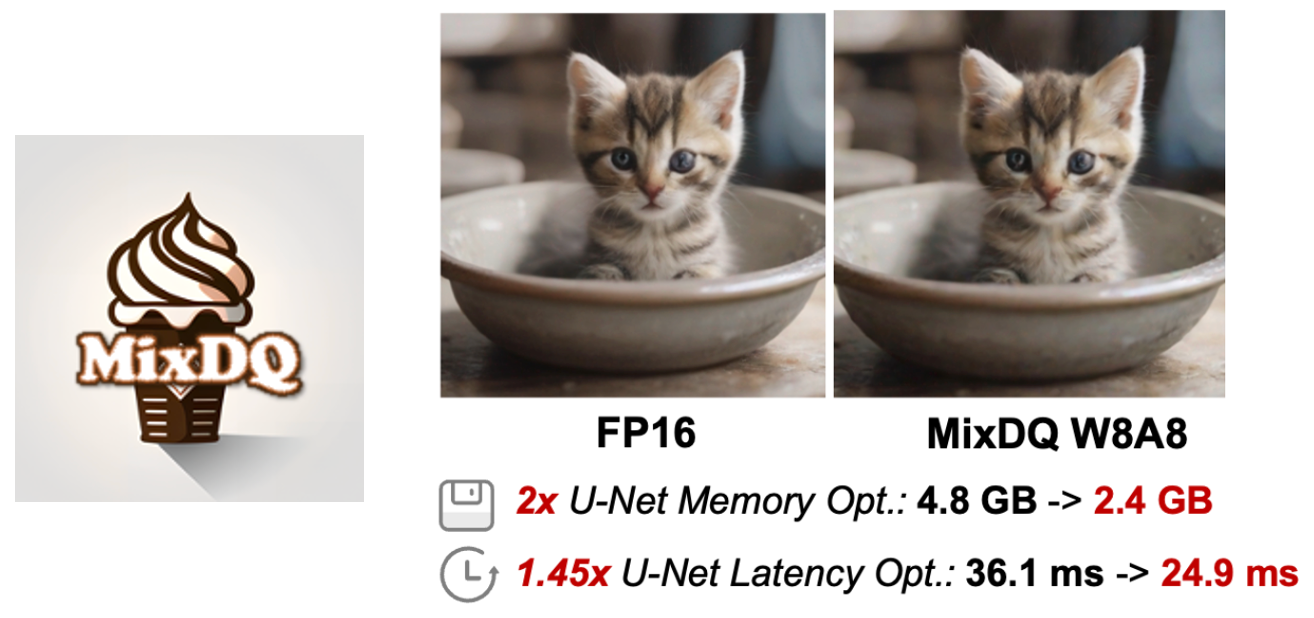 MixDQ
FP16
MixDQ W8A8
2x U-Net Memory Opt.: 4.8 GB -> 2.4 GB
1.45x U-Net Latency Opt.: 36.1 ms -> 24.9 ms